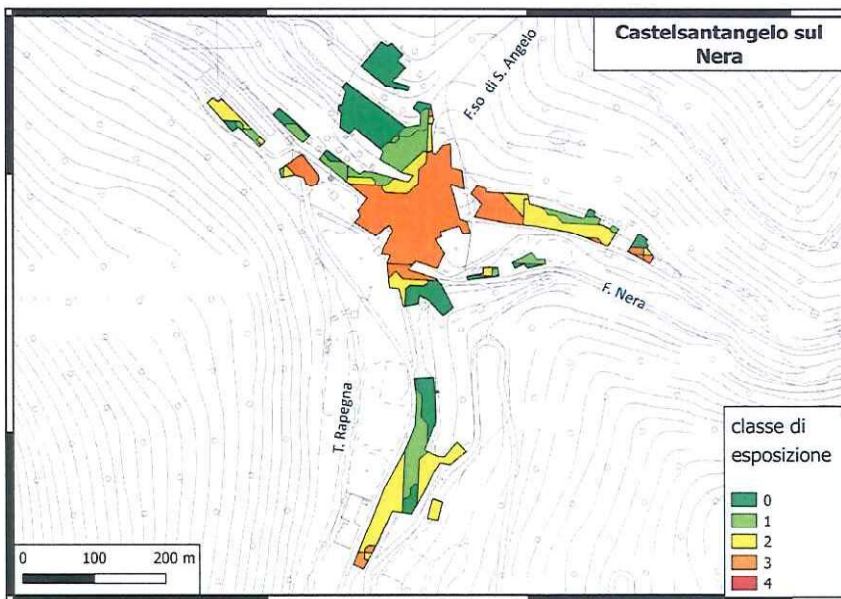 Castelsantangelo sul
Nera
F.so di S. Angelo
F. Nera
T. Rapegna
classe di
esposizione
0
1
2
3
4
0 100 200 m